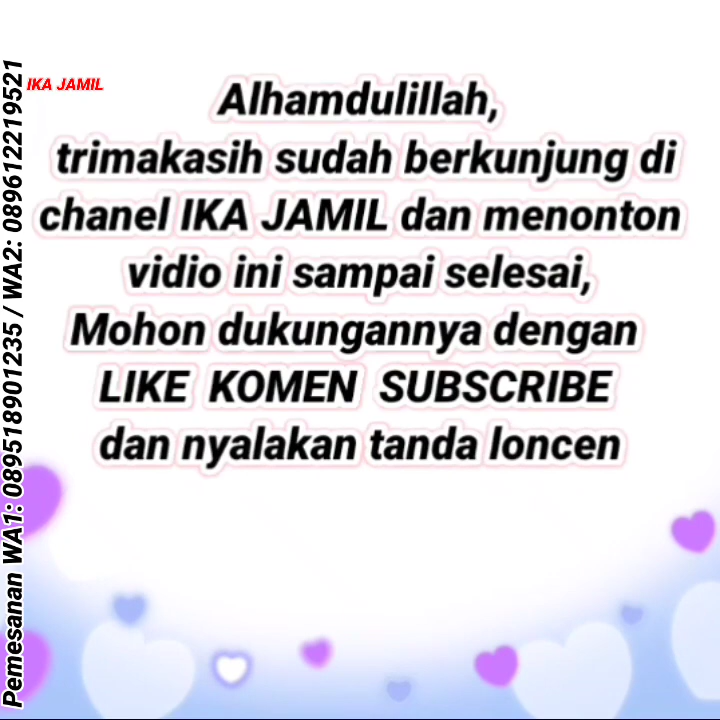 IKA JAMIL
Alhamdulillah,
trimakasih sudah berkunjung di
chanel IKA JAMIL dan menonton
vidio ini sampai selesai,
Mohon dukungannya dengan
LIKE KOMEN SUBSCRIBE
dan nyalakan tanda loncen
Pemesanan WA1: 089518901235 / WA2: 089612219521